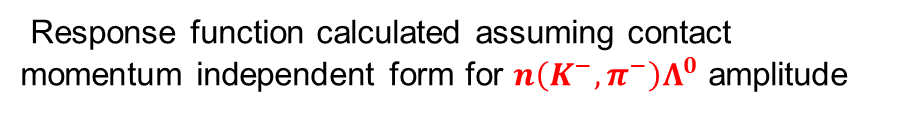 Response function calculated assuming contact
momentum independent form for n(K⁻,π⁻)Λ⁰ amplitude